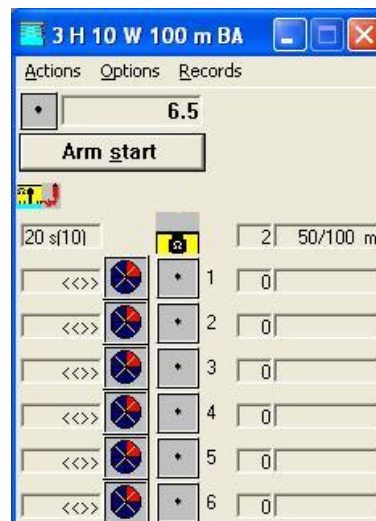 3 H 10 W 100 m BA
Actions Options Records
6.5
Arm start
20 s(10) Ω 2 50/100 m
<<>> 1 0
<<>> 2 0
<<>> 3 0
<<>> 4 0
<<>> 5 0
<<>> 6 0